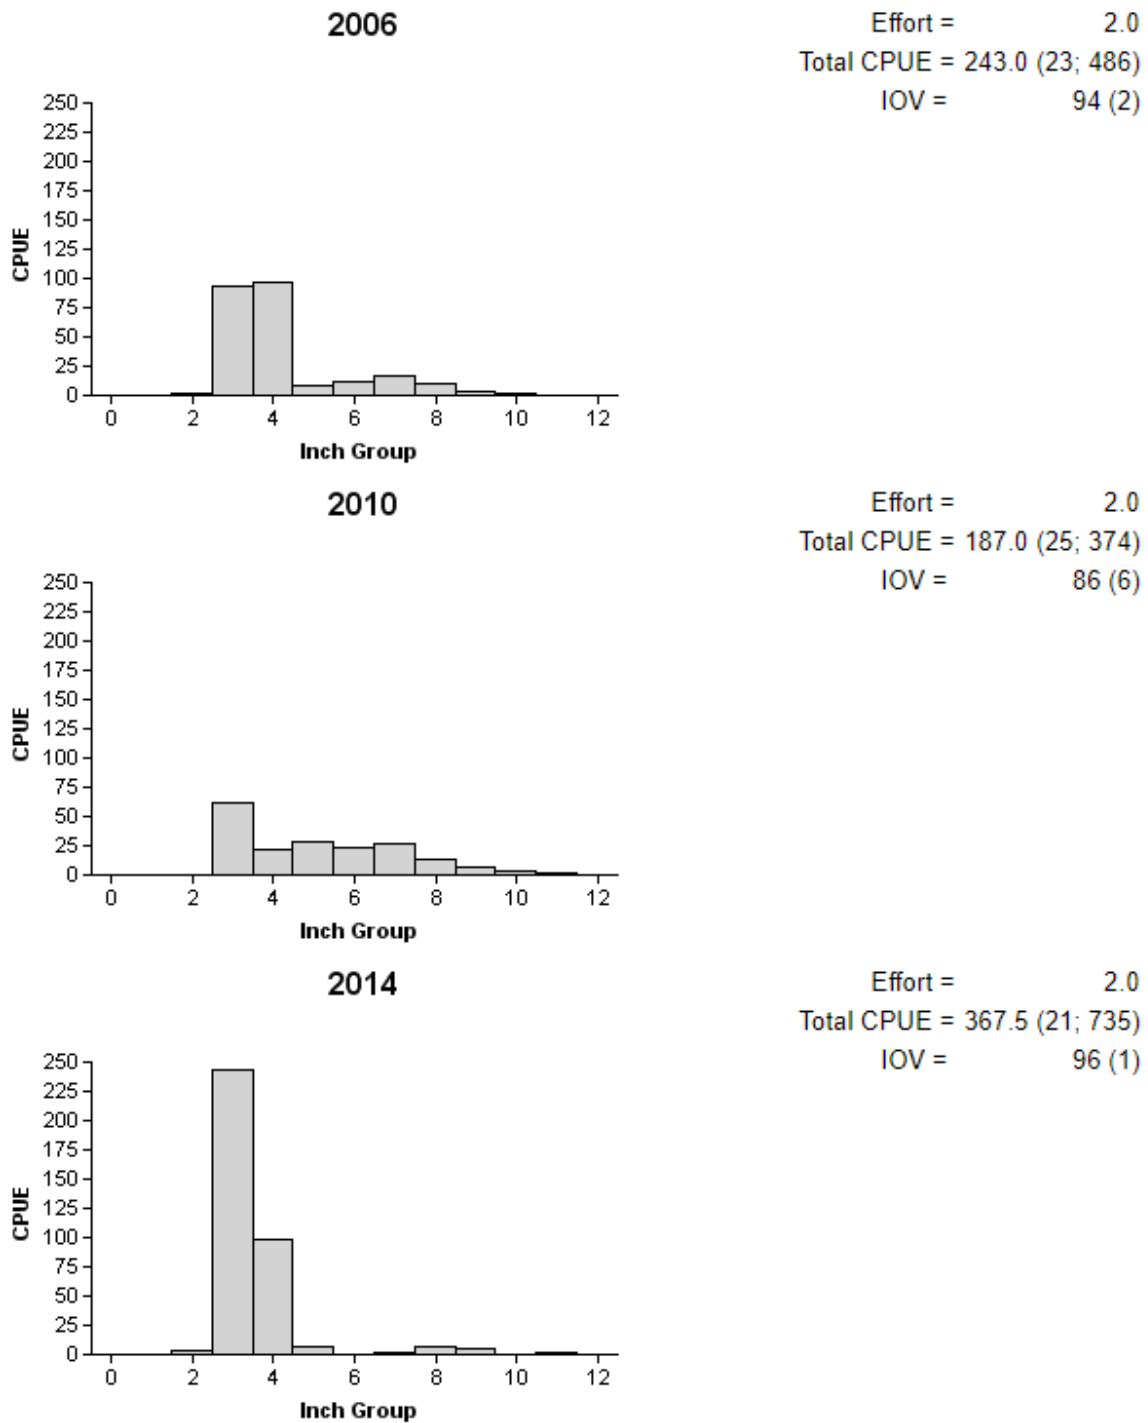 2006
Effort = 2.0
Total CPUE = 243.0 (23; 486)
IOV = 94 (2)
250
225
200
175
150
125
100
75
50
25
0
CPUE
0 2 4 6 8 10 12
Inch Group
2010
Effort = 2.0
Total CPUE = 187.0 (25; 374)
IOV = 86 (6)
250
225
200
175
150
125
100
75
50
25
0
CPUE
0 2 4 6 8 10 12
Inch Group
2014
Effort = 2.0
Total CPUE = 367.5 (21; 735)
IOV = 96 (1)
250
225
200
175
150
125
100
75
50
25
0
CPUE
0 2 4 6 8 10 12
Inch Group